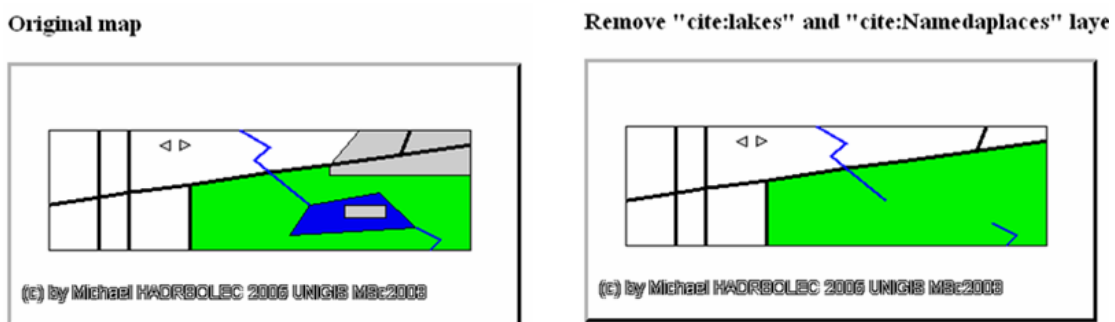 Original map
Remove "cite:lakes" and "cite:Namedaplaces" laye
(c) by Michael HADRBOLEC 2006 UNIGIS MSc2003
(c) by Michael HADRBOLEC 2006 UNIGIS MSc2003